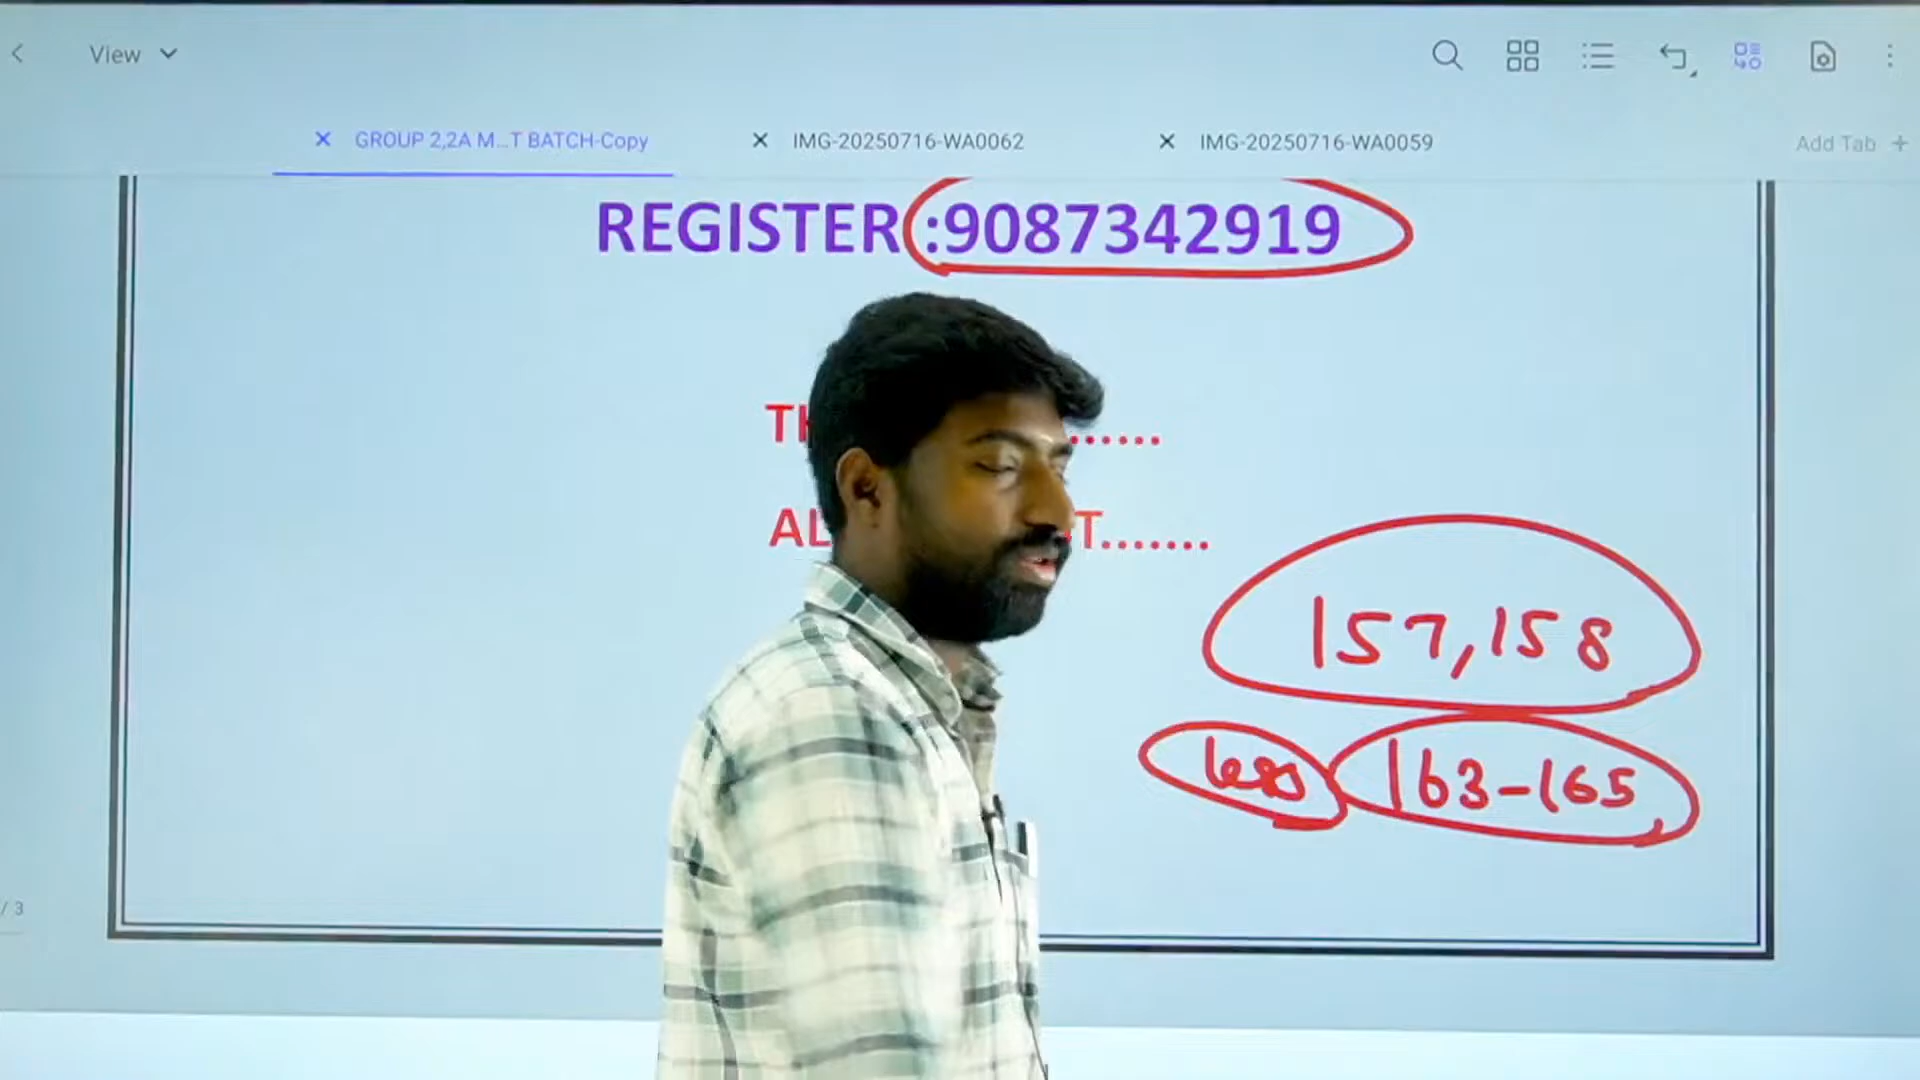 View
GROUP 2,2A M...T BATCH-Copy
IMG-20250716-WA0062
IMG-20250716-WA0059
Add Tab +
REGISTER :9087342919
157,158
163-165
/ 3